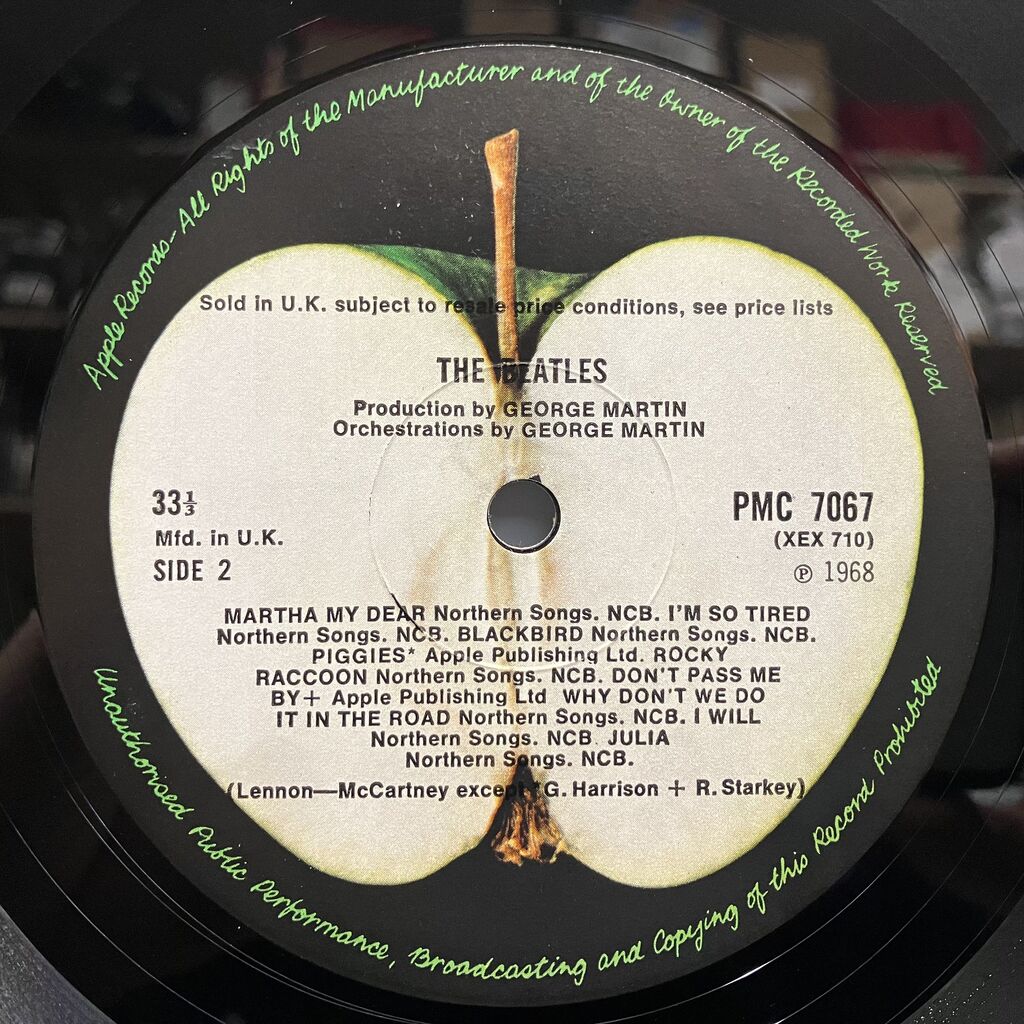 Apple Records-All Rights of the Manufacturer and of the Owner of the Recorded Work Reserved
Sold in U.K. subject to resale price conditions, see price lists
THE BEATLES
Production by GEORGE MARTIN
Orchestrations by GEORGE MARTIN
33⅓
Mfd. in U.K.
SIDE 2
PMC 7067
(XEX 710)
℗ 1968
MARTHA MY DEAR Northern Songs. NCB. I'M SO TIRED
Northern Songs. NCB. BLACKBIRD Northern Songs. NCB.
PIGGIES* Apple Publishing Ltd. ROCKY
RACCOON Northern Songs. NCB. DON'T PASS ME
BY+ Apple Publishing Ltd WHY DON'T WE DO
IT IN THE ROAD Northern Songs. NCB. I WILL
Northern Songs. NCB. JULIA
Northern Songs. NCB.
(Lennon—McCartney except *G. Harrison + R. Starkey)
Unauthorised Public Performance, Broadcasting and Copying of this Record Prohibited